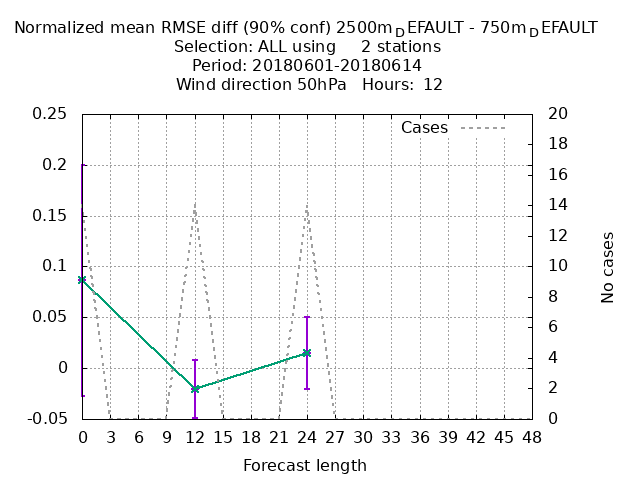 Normalized mean RMSE diff (90% conf) 2500m_DEFAULT - 750m_DEFAULT
Selection: ALL using     2 stations
Period: 20180601-20180614
Wind direction 50hPa   Hours: 12
Cases
0.25
0.2
0.15
0.1
0.05
0
-0.05
20
18
16
14
12
10
8
6
4
2
0
No cases
0 3 6 9 12 15 18 21 24 27 30 33 36 39 42 45 48
Forecast length